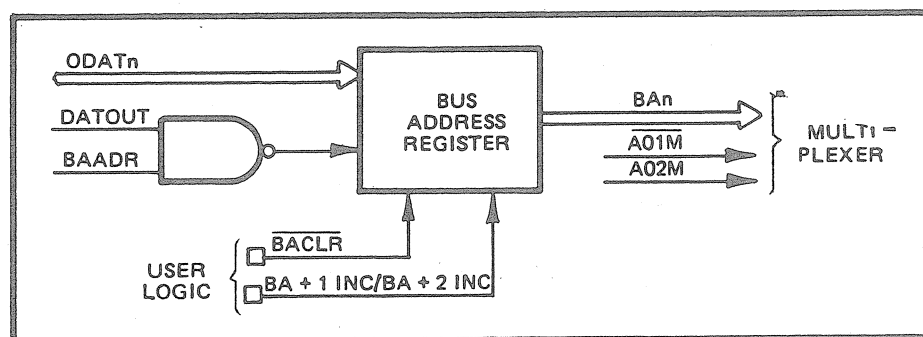 ODATn
DATOUT
BAADR
BUS
ADDRESS
REGISTER
BAn
A01M
A02M
MULTI-
PLEXER
USER
LOGIC
BACLR
BA + 1 INC/BA + 2 INC